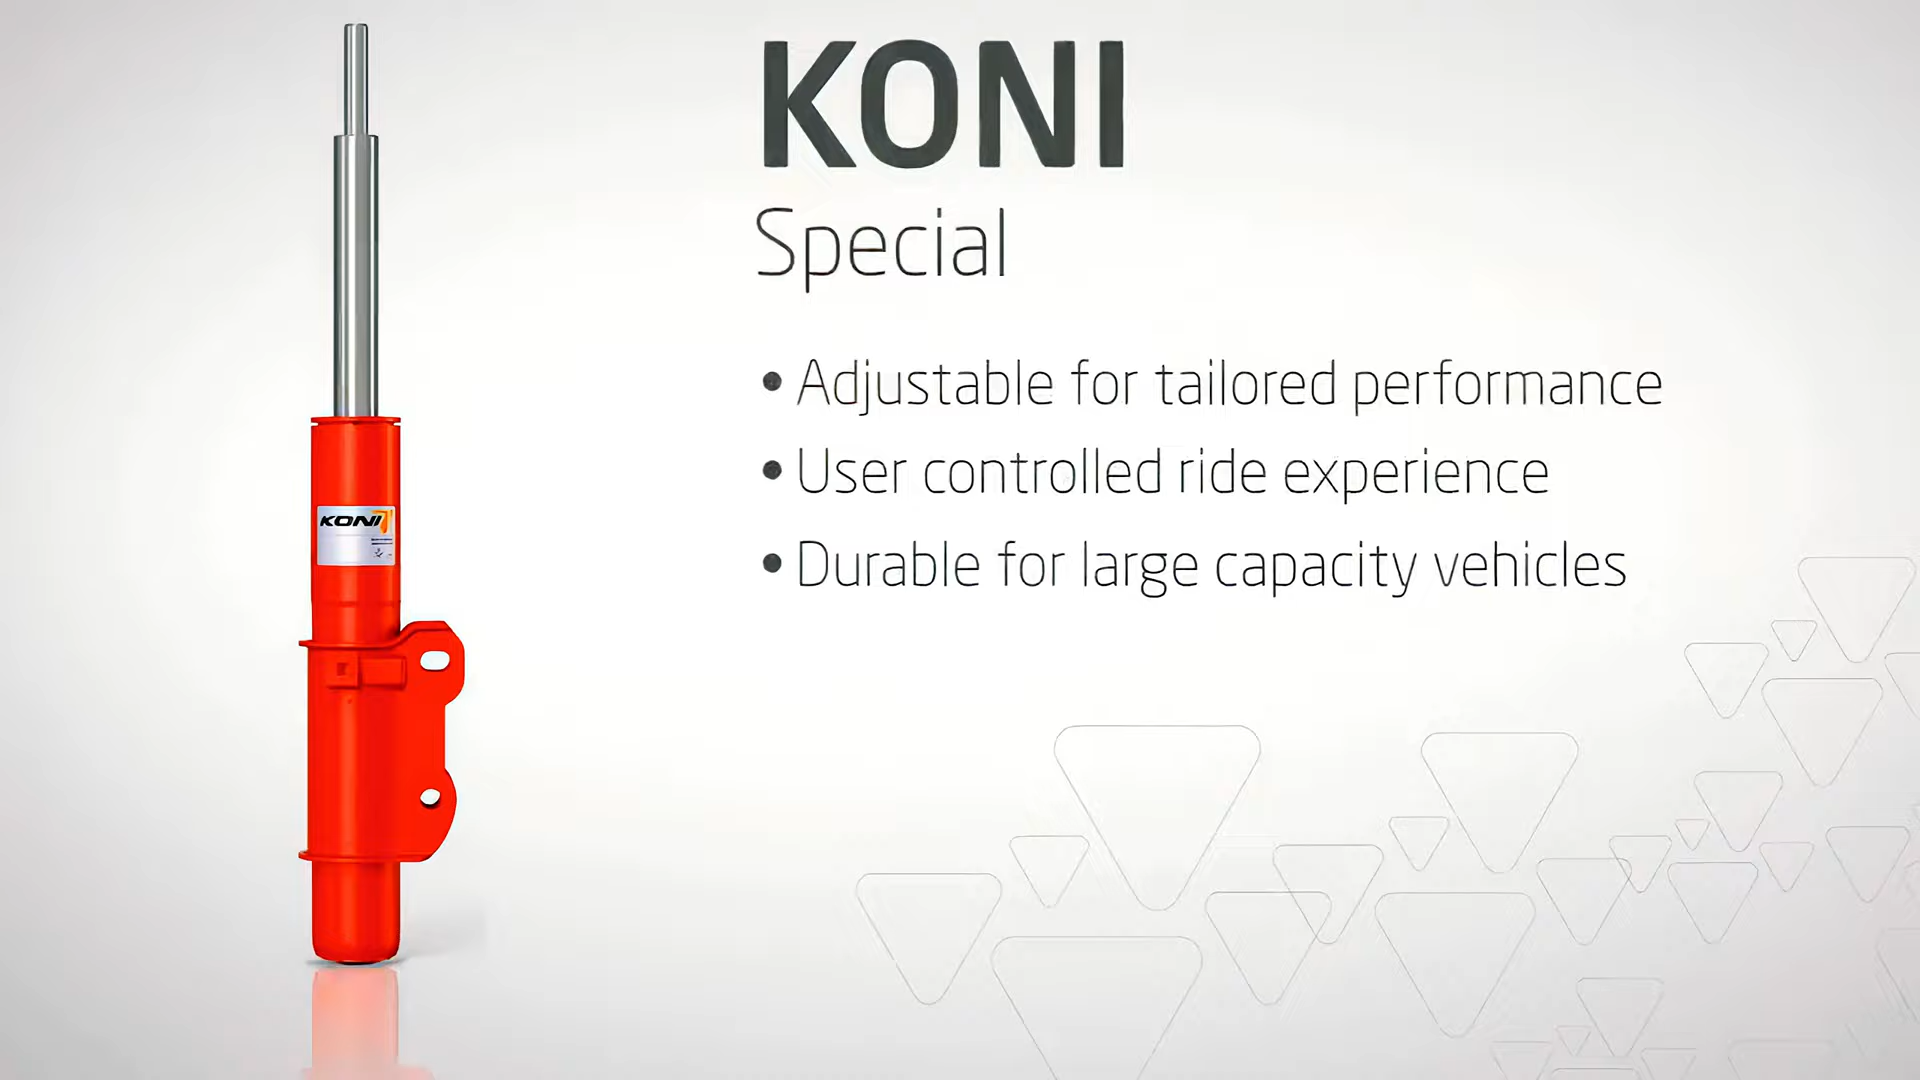 KONI
Special
• Adjustable for tailored performance
• User controlled ride experience
• Durable for large capacity vehicles
KONI